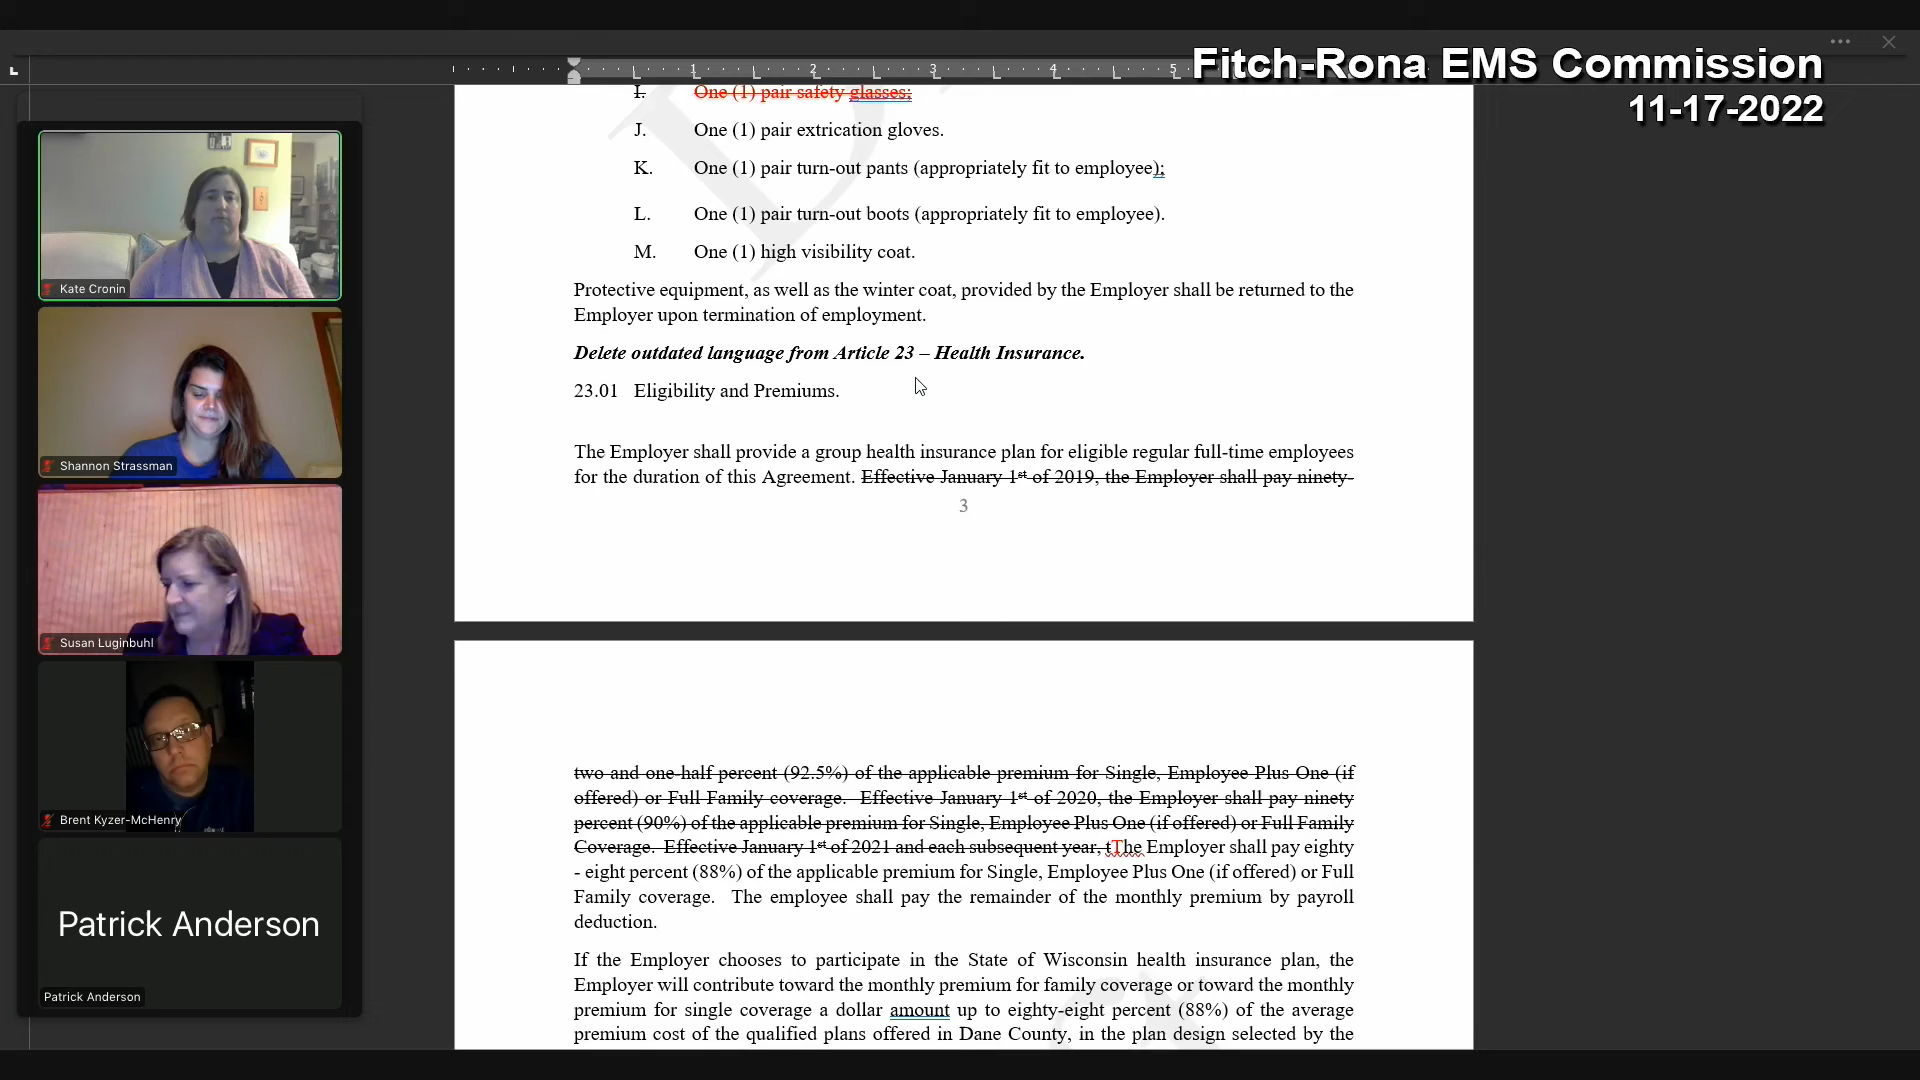 Fitch-Rona EMS Commission
11-17-2022
1 2 3 4 5
I. One (1) pair safety glasses;
J. One (1) pair extrication gloves.
K. One (1) pair turn-out pants (appropriately fit to employee);
L. One (1) pair turn-out boots (appropriately fit to employee).
M. One (1) high visibility coat.
Protective equipment, as well as the winter coat, provided by the Employer shall be returned to the
Employer upon termination of employment.
Delete outdated language from Article 23 – Health Insurance.
23.01 Eligibility and Premiums.
The Employer shall provide a group health insurance plan for eligible regular full-time employees
for the duration of this Agreement. Effective January 1st of 2019, the Employer shall pay ninety-
3
two and one-half percent (92.5%) of the applicable premium for Single, Employee Plus One (if
offered) or Full Family coverage. Effective January 1st of 2020, the Employer shall pay ninety
percent (90%) of the applicable premium for Single, Employee Plus One (if offered) or Full Family
Coverage. Effective January 1st of 2021 and each subsequent year, tThe Employer shall pay eighty
- eight percent (88%) of the applicable premium for Single, Employee Plus One (if offered) or Full
Family coverage. The employee shall pay the remainder of the monthly premium by payroll
deduction.
If the Employer chooses to participate in the State of Wisconsin health insurance plan, the
Employer will contribute toward the monthly premium for family coverage or toward the monthly
premium for single coverage a dollar amount up to eighty-eight percent (88%) of the average
premium cost of the qualified plans offered in Dane County, in the plan design selected by the
Kate Cronin
Shannon Strassman
Susan Luginbuhl
Brent Kyzer-McHenry
Patrick Anderson
Patrick Anderson